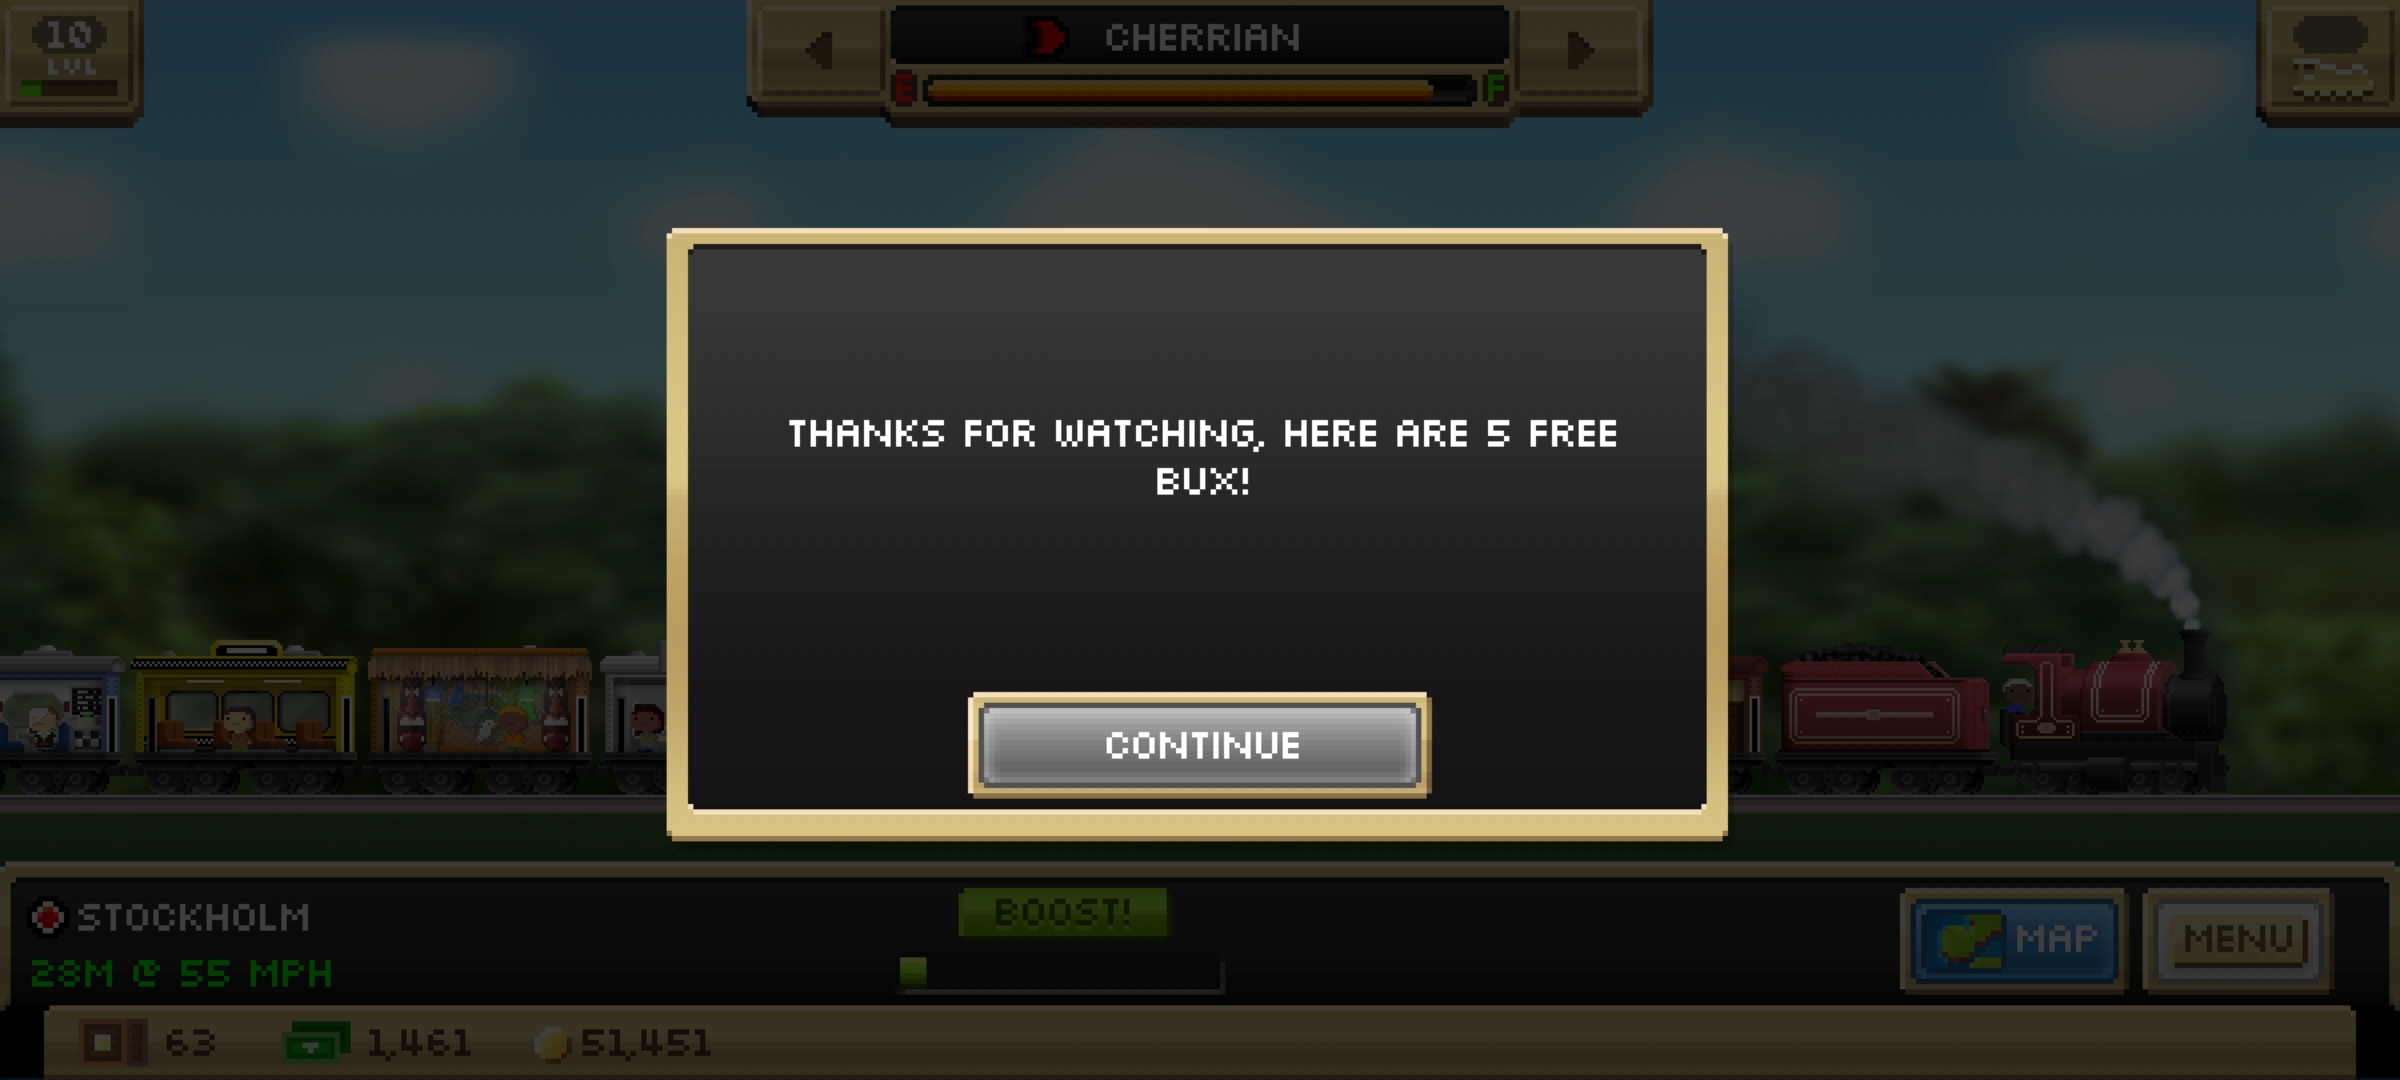 10
LVL
CHERRIAN
E F
THANKS FOR WATCHING, HERE ARE 5 FREE
BUX!
CONTINUE
STOCKHOLM
28M @ 55 MPH
BOOST!
MAP
MENU
63 1,461 51,451